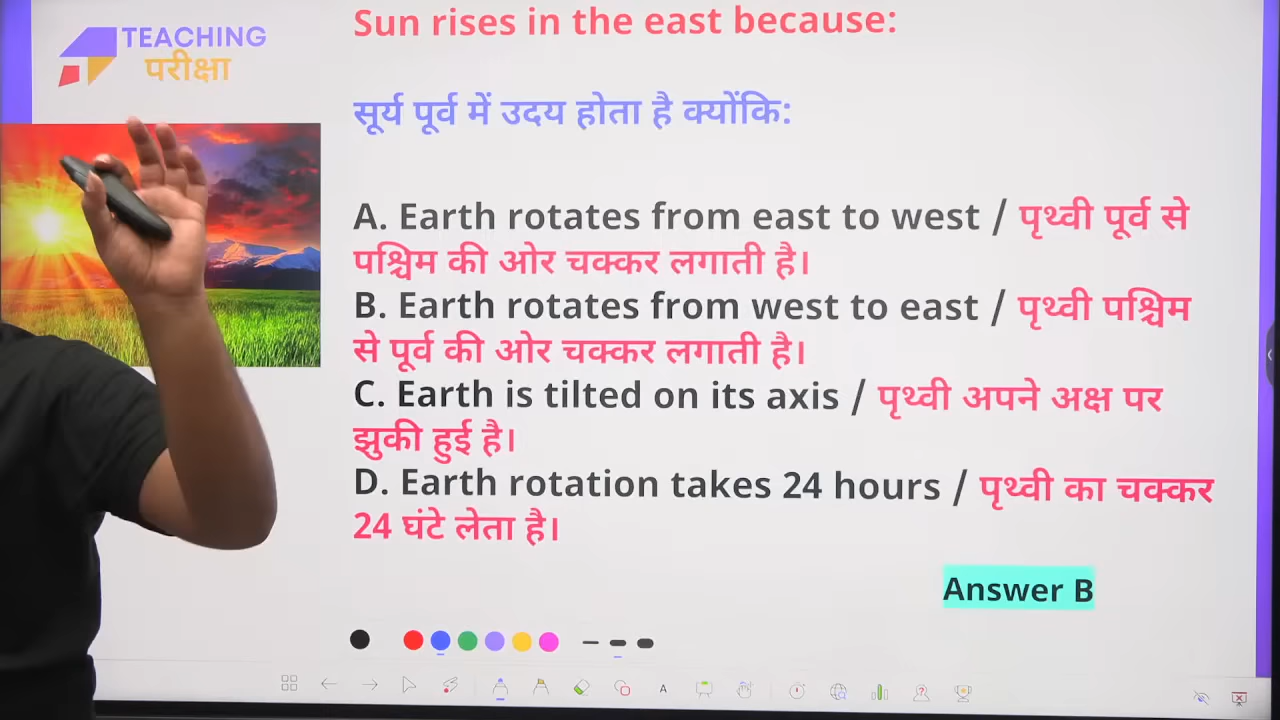 TEACHING
परीक्षा
Sun rises in the east because:
सूर्य पूर्व में उदय होता है क्योंकि:
A. Earth rotates from east to west / पृथ्वी पूर्व से
पश्चिम की ओर चक्कर लगाती है।
B. Earth rotates from west to east / पृथ्वी पश्चिम
से पूर्व की ओर चक्कर लगाती है।
C. Earth is tilted on its axis / पृथ्वी अपने अक्ष पर
झुकी हुई है।
D. Earth rotation takes 24 hours / पृथ्वी का चक्कर
24 घंटे लेता है।
Answer B
A